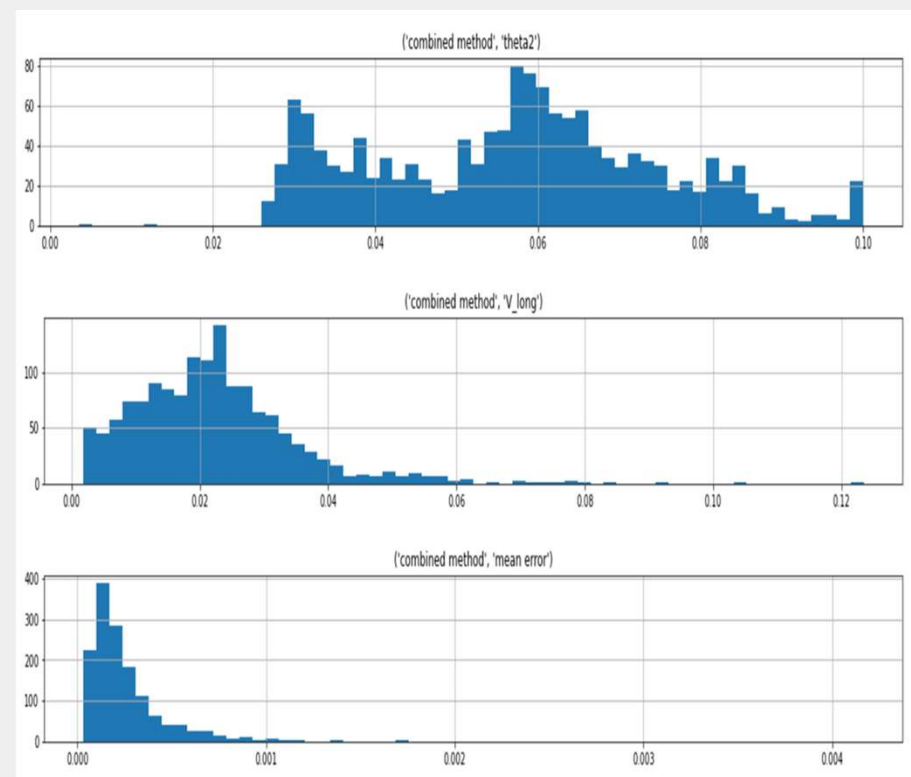 ('combined method', 'theta2')
80
60
40
20
0
0.00 0.02 0.04 0.06 0.08 0.10
('combined method', 'V_long')
100
50
0
0.00 0.02 0.04 0.06 0.08 0.10 0.12
('combined method', 'mean error')
400
300
200
100
0
0.000 0.001 0.002 0.003 0.004